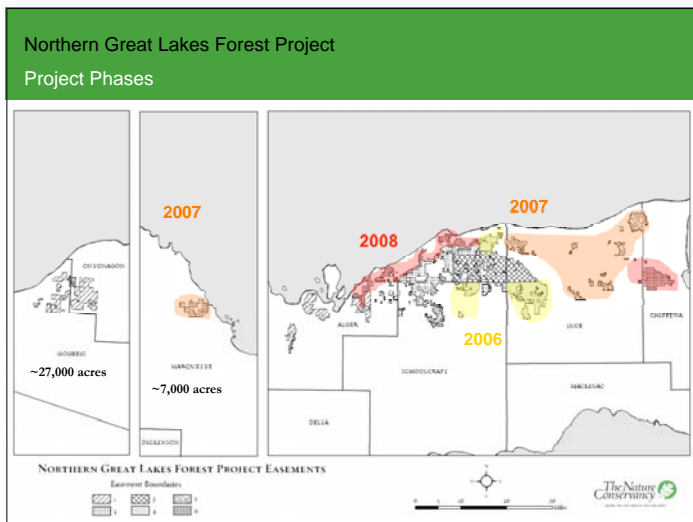 Northern Great Lakes Forest Project
Project Phases
2007
2007
2008
ONTONAGON
ALGER
LUCE
CHIPPEWA
2006
GOGEBIC
MARQUETTE
~27,000 acres
~7,000 acres
SCHOOLCRAFT
MACKINAC
DELTA
DICKINSON
NORTHERN GREAT LAKES FOREST PROJECT EASEMENTS
Easement Boundaries
The Nature
Conservancy